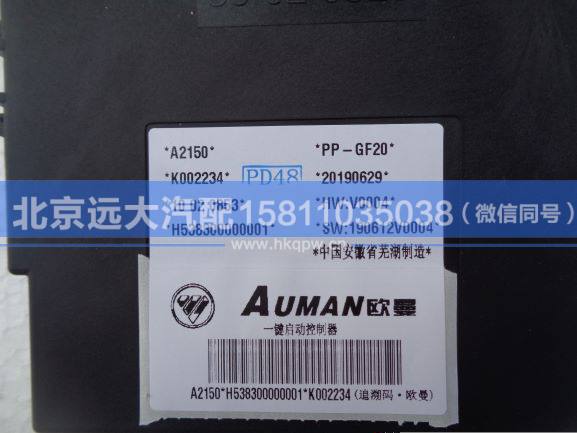 *A2150* *PP-GF20*
*K002234* PD48 *20190629*
*HW:V0004*
北京远大汽配15811035038(微信同号)
*H538300000001* *SW:190612V0004
www.hkqpw.cn
*中国安徽省芜湖制造*
AUMAN欧曼
一键启动控制器
A2150*H538300000001*K002234(追溯码·欧曼)